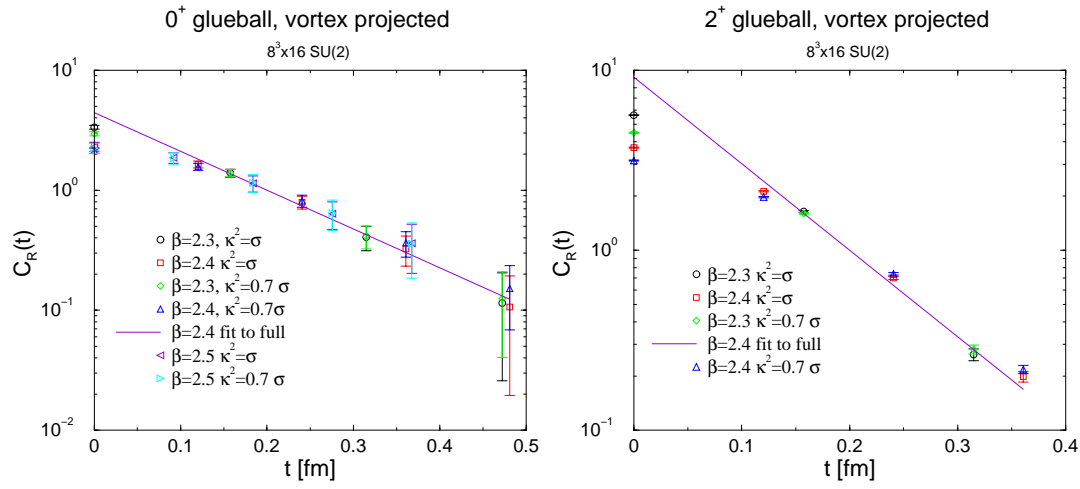 0⁺ glueball, vortex projected
8³x16 SU(2)
C_R(t)
10¹
10⁰
10⁻¹
10⁻²
β=2.3, κ²=σ
β=2.4 κ²=σ
β=2.3, κ²=0.7 σ
β=2.4, κ²=0.7σ
β=2.4 fit to full
β=2.5 κ²=σ
β=2.5 κ²=0.7 σ
0 0.1 0.2 0.3 0.4 0.5
t [fm]
2⁺ glueball, vortex projected
8³x16 SU(2)
C_R(t)
10¹
10⁰
10⁻¹
β=2.3 κ²=σ
β=2.4 κ²=σ
β=2.3 κ²=0.7 σ
β=2.4 fit to full
β=2.4 κ²=0.7 σ
0 0.1 0.2 0.3 0.4
t [fm]